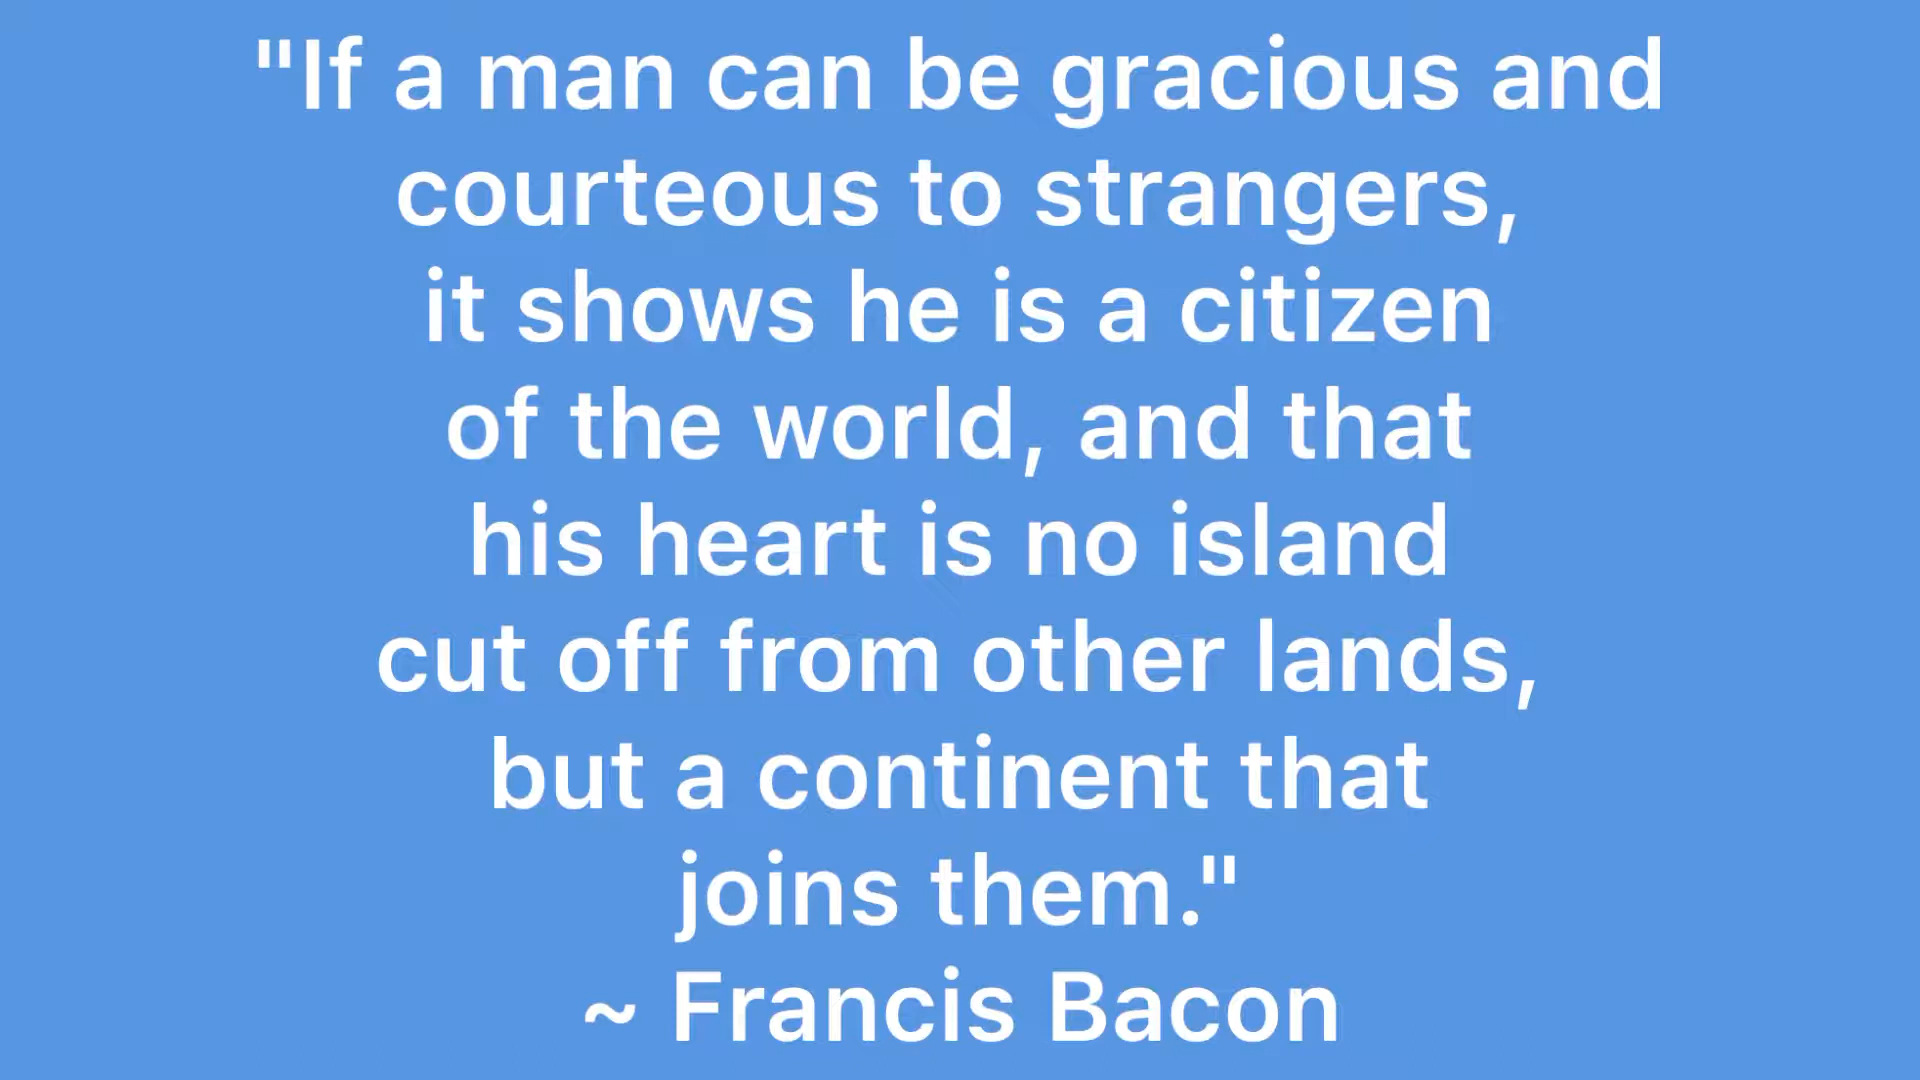 "If a man can be gracious and
courteous to strangers,
it shows he is a citizen
of the world, and that
his heart is no island
cut off from other lands,
but a continent that
joins them."
~ Francis Bacon